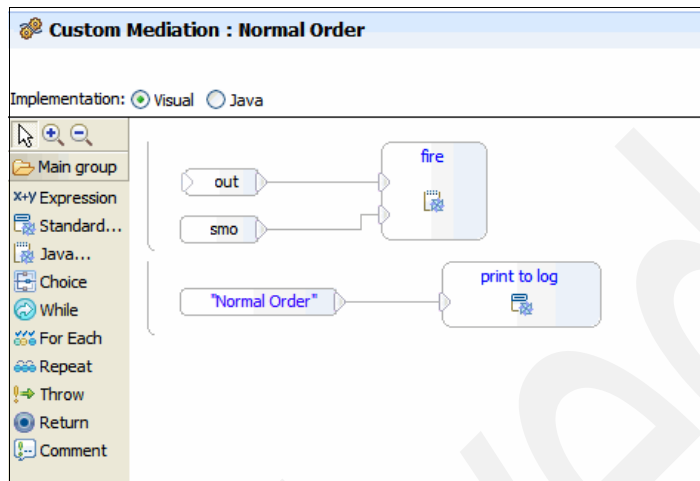 Custom Mediation : Normal Order
Implementation: Visual Java
Main group
x+y Expression
Standard...
Java...
Choice
While
For Each
Repeat
Throw
Return
Comment
fire
out
smo
"Normal Order"
print to log